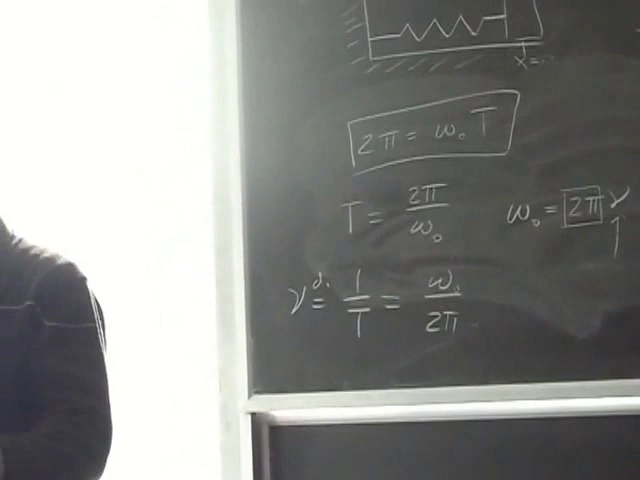 x=
2π = ω₀ T
T = 2π/ω₀
ω₀ = 2π ν
ν d.= 1/T = ω₀/2π